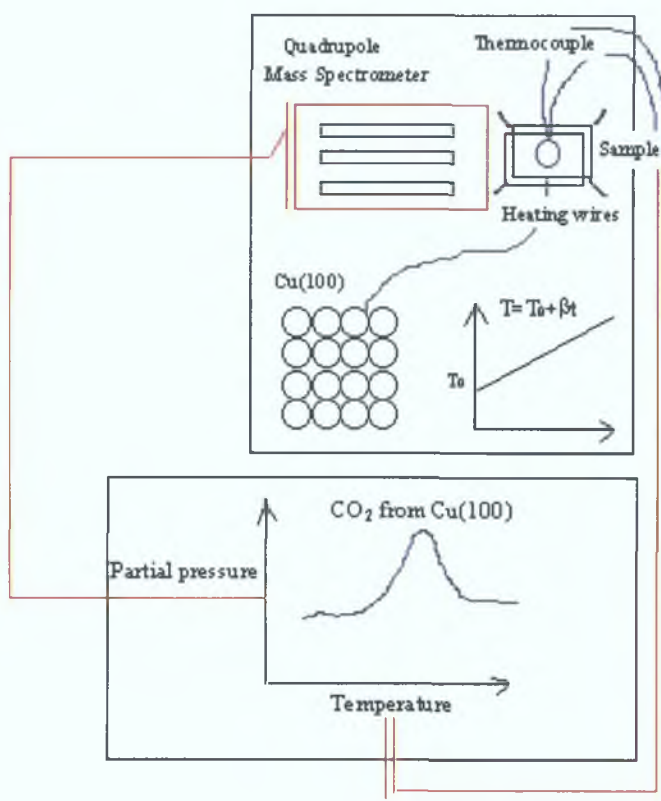 Quadrupole
Mass Spectrometer
Thermocouple
Sample
Heating wires
Cu(100)
T= T₀+βt
T₀
CO₂ from Cu(100)
Partial pressure
Temperature